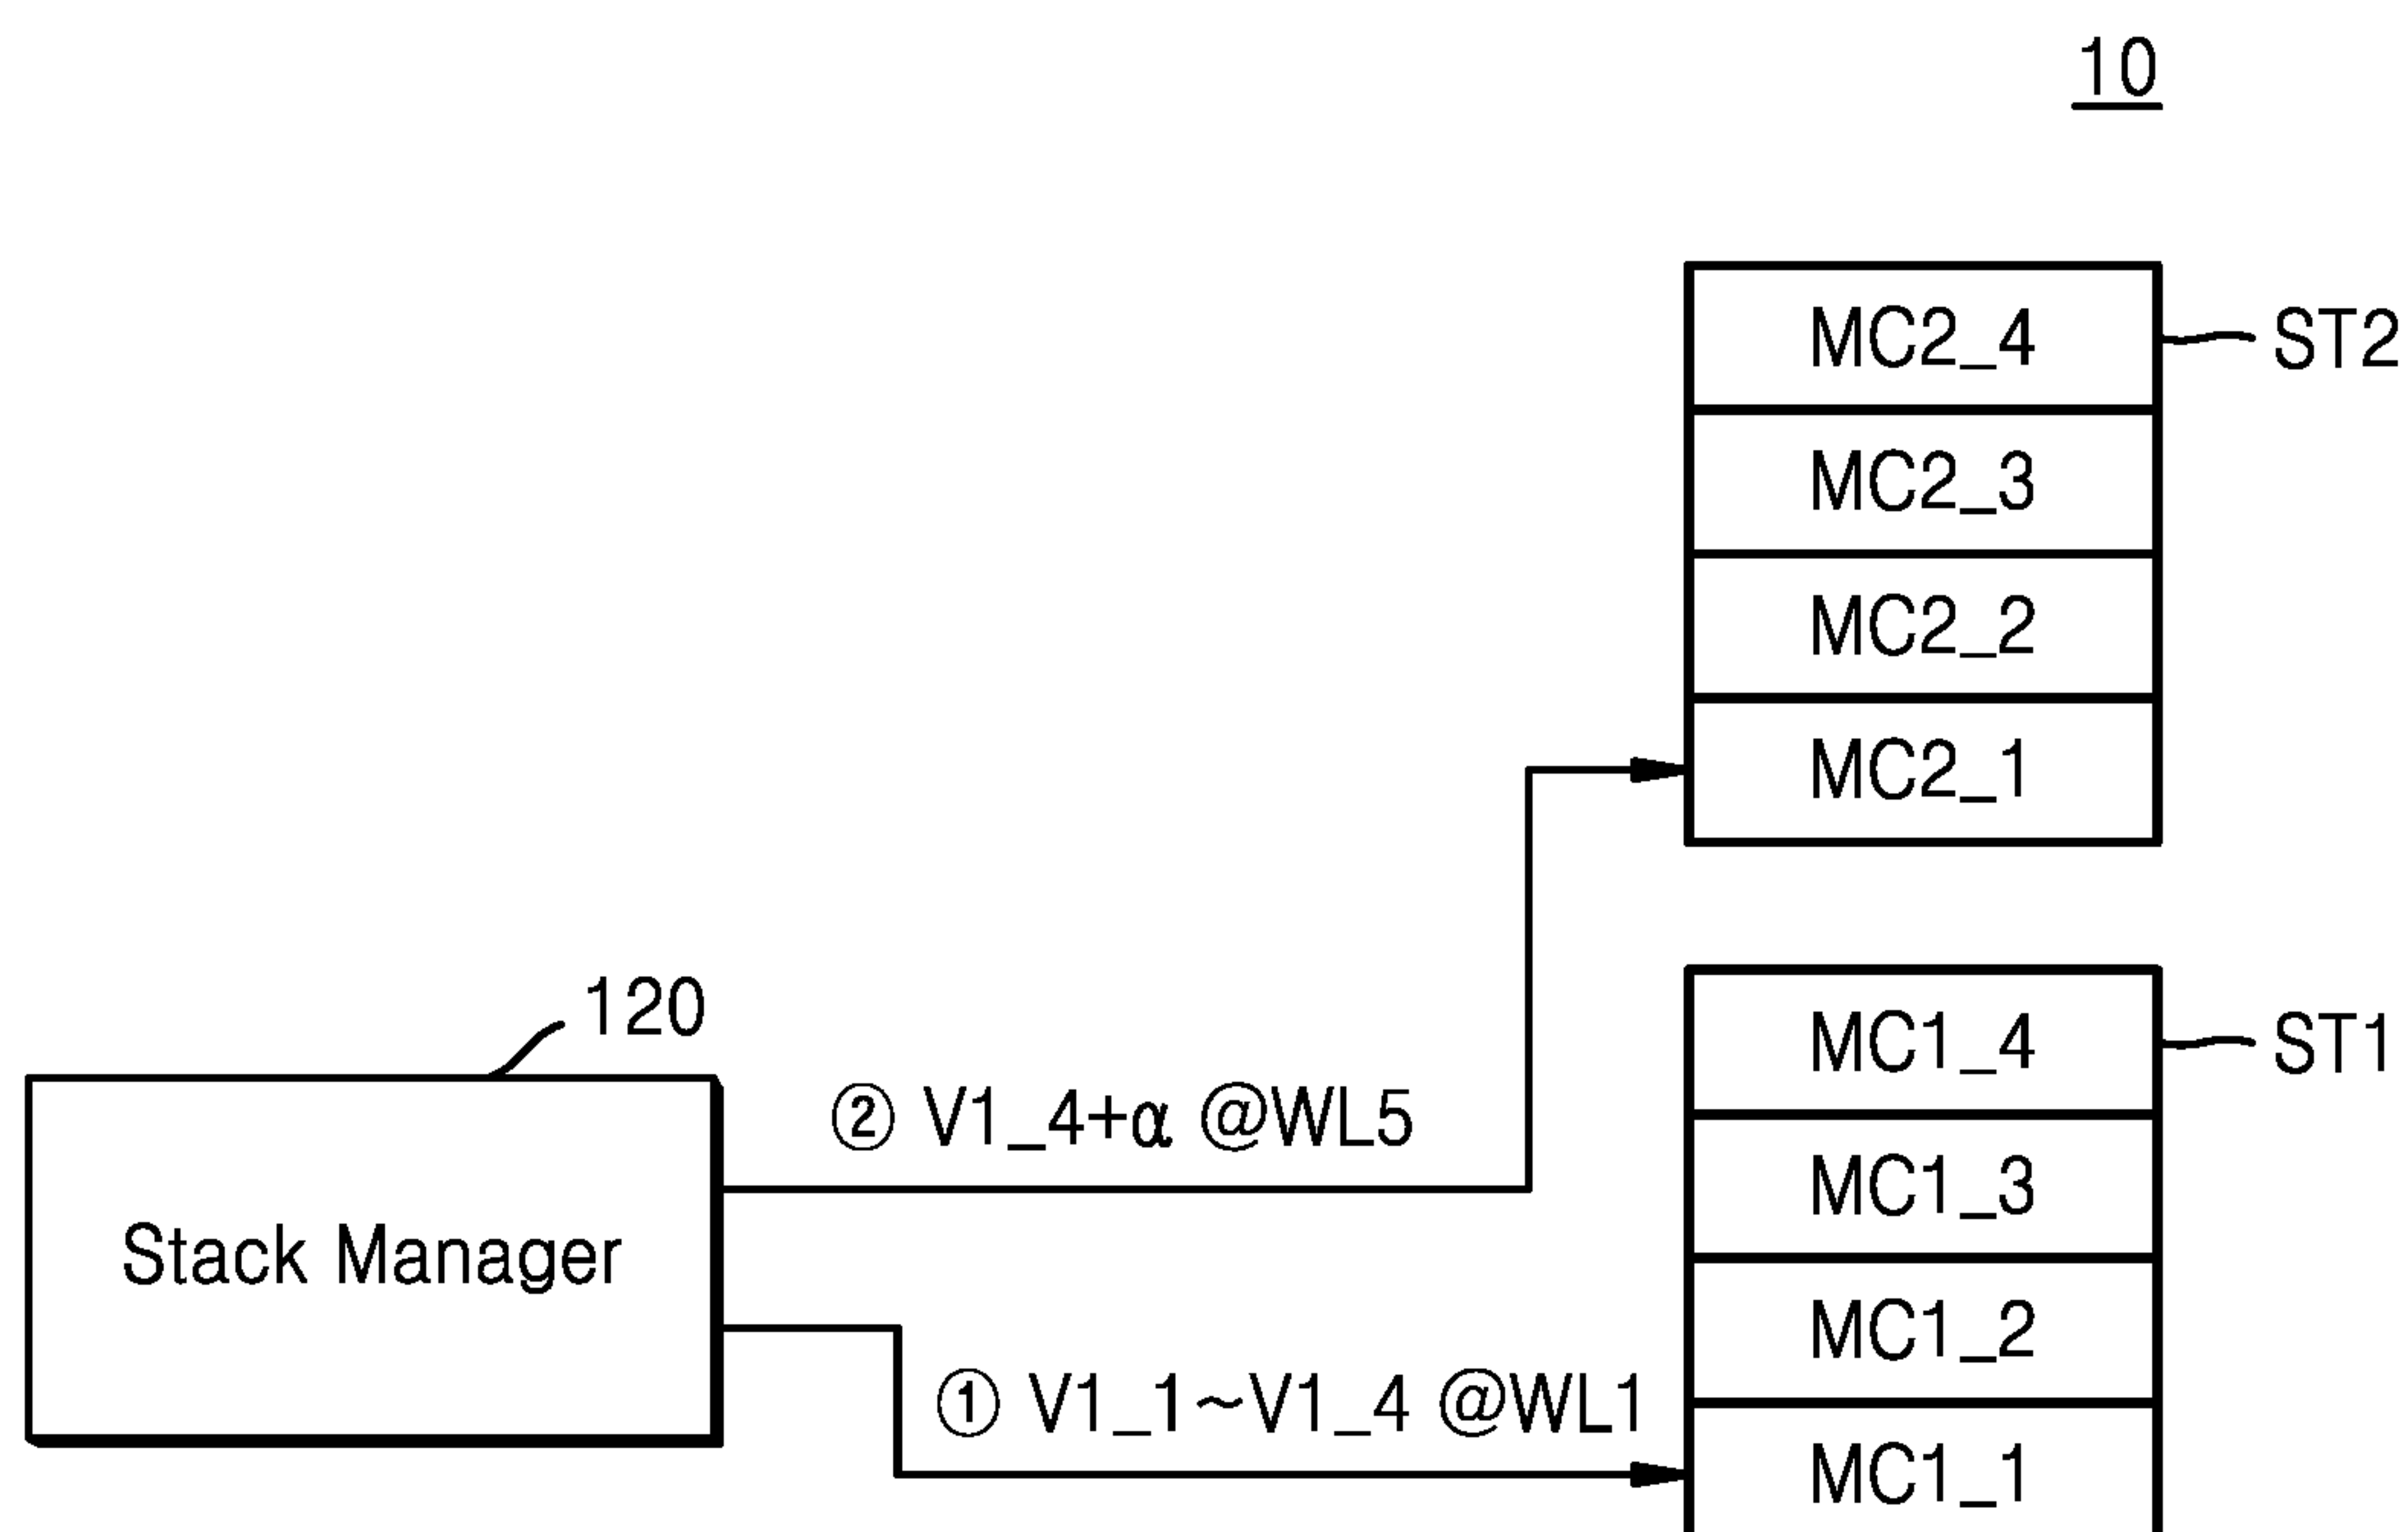 10
MC2_4
ST2
MC2_3
MC2_2
MC2_1
120
MC1_4
ST1
② V1_4+α @WL5
MC1_3
Stack Manager
MC1_2
① V1_1~V1_4 @WL1
MC1_1